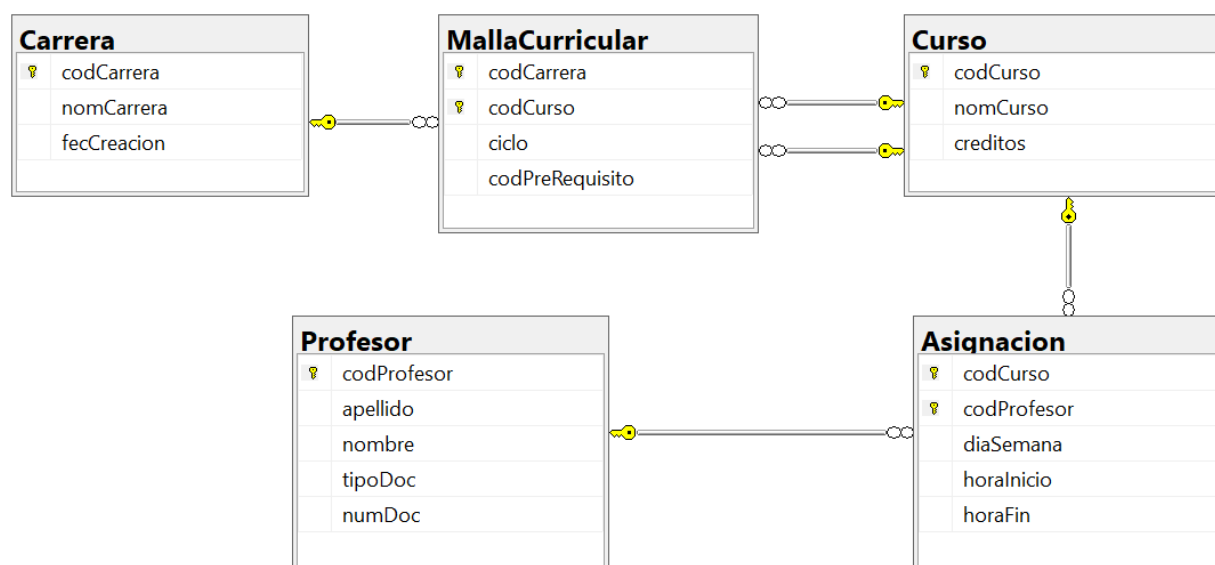 Carrera
codCarrera
nomCarrera
fecCreacion
MallaCurricular
codCarrera
codCurso
ciclo
codPreRequisito
Curso
codCurso
nomCurso
creditos
Profesor
codProfesor
apellido
nombre
tipoDoc
numDoc
Asignacion
codCurso
codProfesor
diaSemana
horaInicio
horaFin